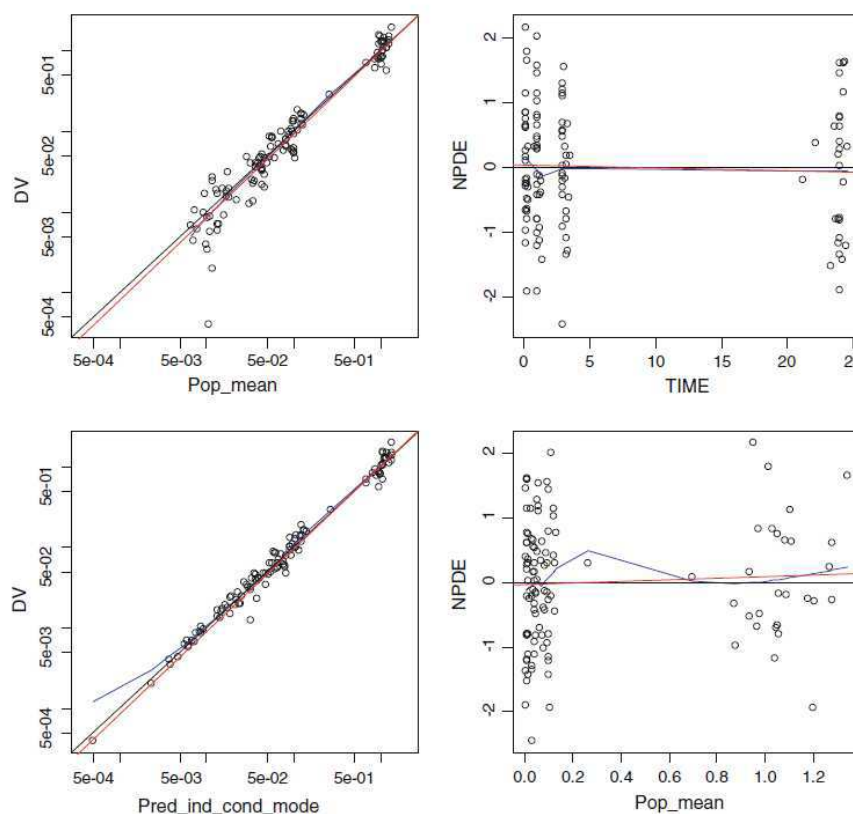 DV
5e-01
5e-02
5e-03
5e-04
5e-04 5e-03 5e-02 5e-01
Pop_mean
NPDE
2
1
0
-1
-2
0 5 10 15 20 25
TIME
DV
5e-01
5e-02
5e-03
5e-04
5e-04 5e-03 5e-02 5e-01
Pred_ind_cond_mode
NPDE
2
1
0
-1
-2
0.0 0.2 0.4 0.6 0.8 1.0 1.2
Pop_mean